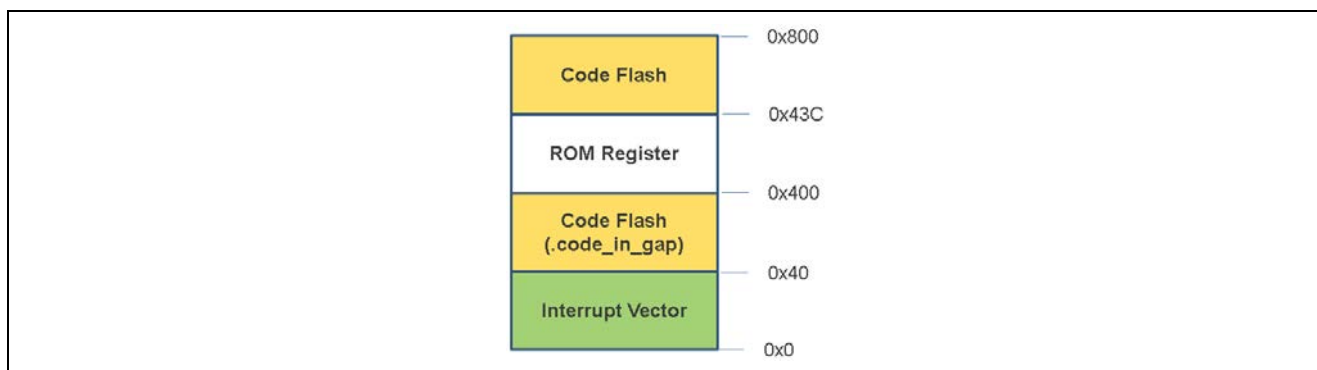 0x800
Code Flash
0x43C
ROM Register
0x400
Code Flash
(.code_in_gap)
0x40
Interrupt Vector
0x0